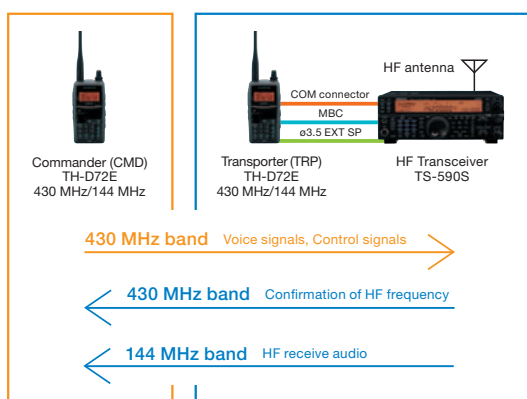 HF antenna
COM connector
MBC
ø3.5 EXT SP
Commander (CMD)
TH-D72E
430 MHz/144 MHz
Transporter (TRP)
TH-D72E
430 MHz/144 MHz
HF Transceiver
TS-590S
430 MHz band Voice signals, Control signals
430 MHz band Confirmation of HF frequency
144 MHz band HF receive audio